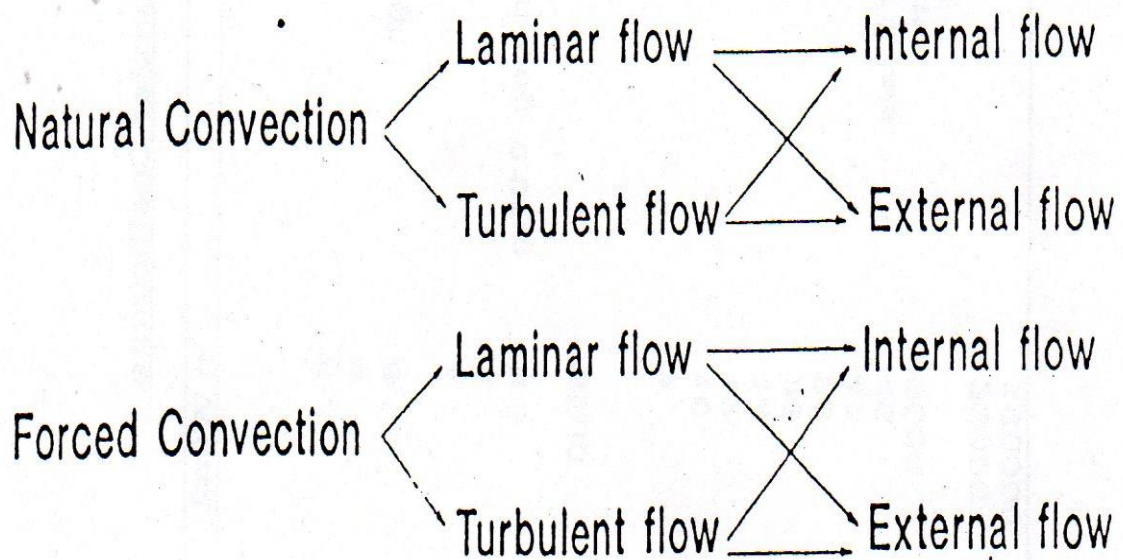 Laminar flow Internal flow
Natural Convection
Turbulent flow External flow
Laminar flow Internal flow
Forced Convection
Turbulent flow External flow